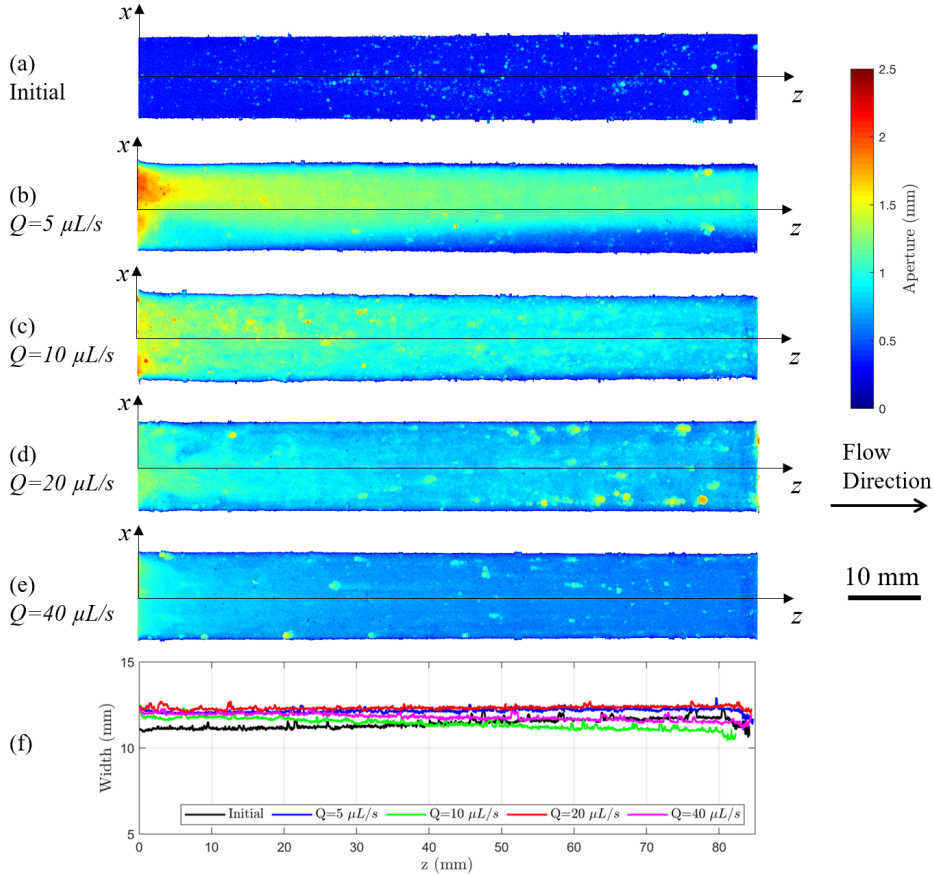 x
(a)
Initial
z
x
(b)
Q=5 μL/s
z
x
(c)
Q=10 μL/s
z
x
(d)
Q=20 μL/s
z
x
(e)
Q=40 μL/s
z
2.5
2
1.5
1
0.5
0
Aperture (mm)
Flow
Direction
10 mm
(f)
15
10
5
Width (mm)
Initial Q=5 μL/s Q=10 μL/s Q=20 μL/s Q=40 μL/s
0 10 20 30 40 50 60 70 80
z (mm)